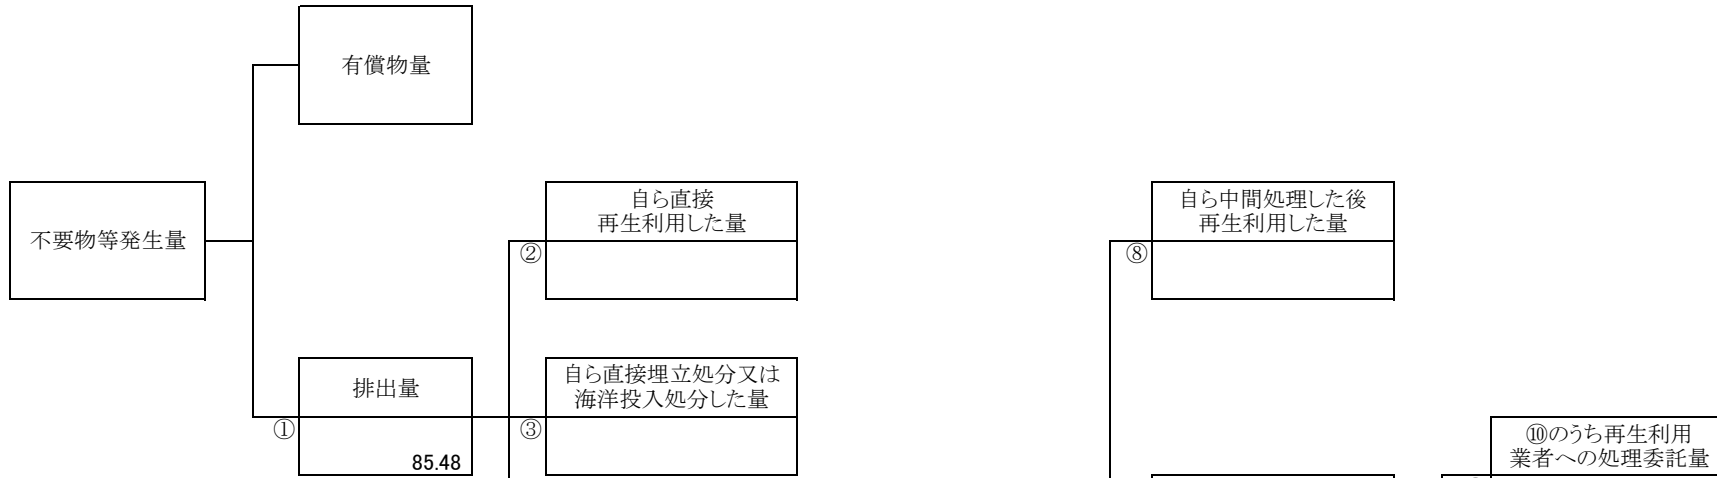 有償物量
不要物等発生量
自ら直接
再生利用した量
②
自ら中間処理した後
再生利用した量
⑧
排出量
①
85.48
自ら直接埋立処分又は
海洋投入処分した量
③
⑩のうち再生利用
業者への処理委託量